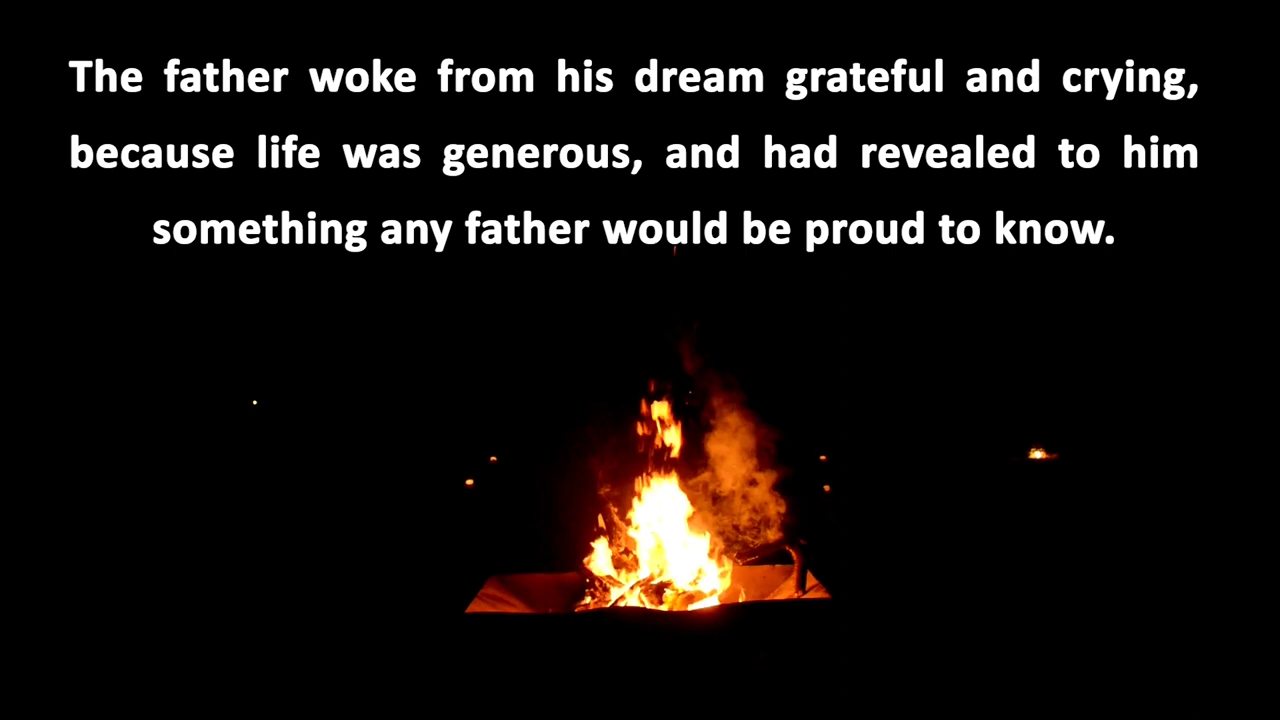 The father woke from his dream grateful and crying,
because life was generous, and had revealed to him
something any father would be proud to know.